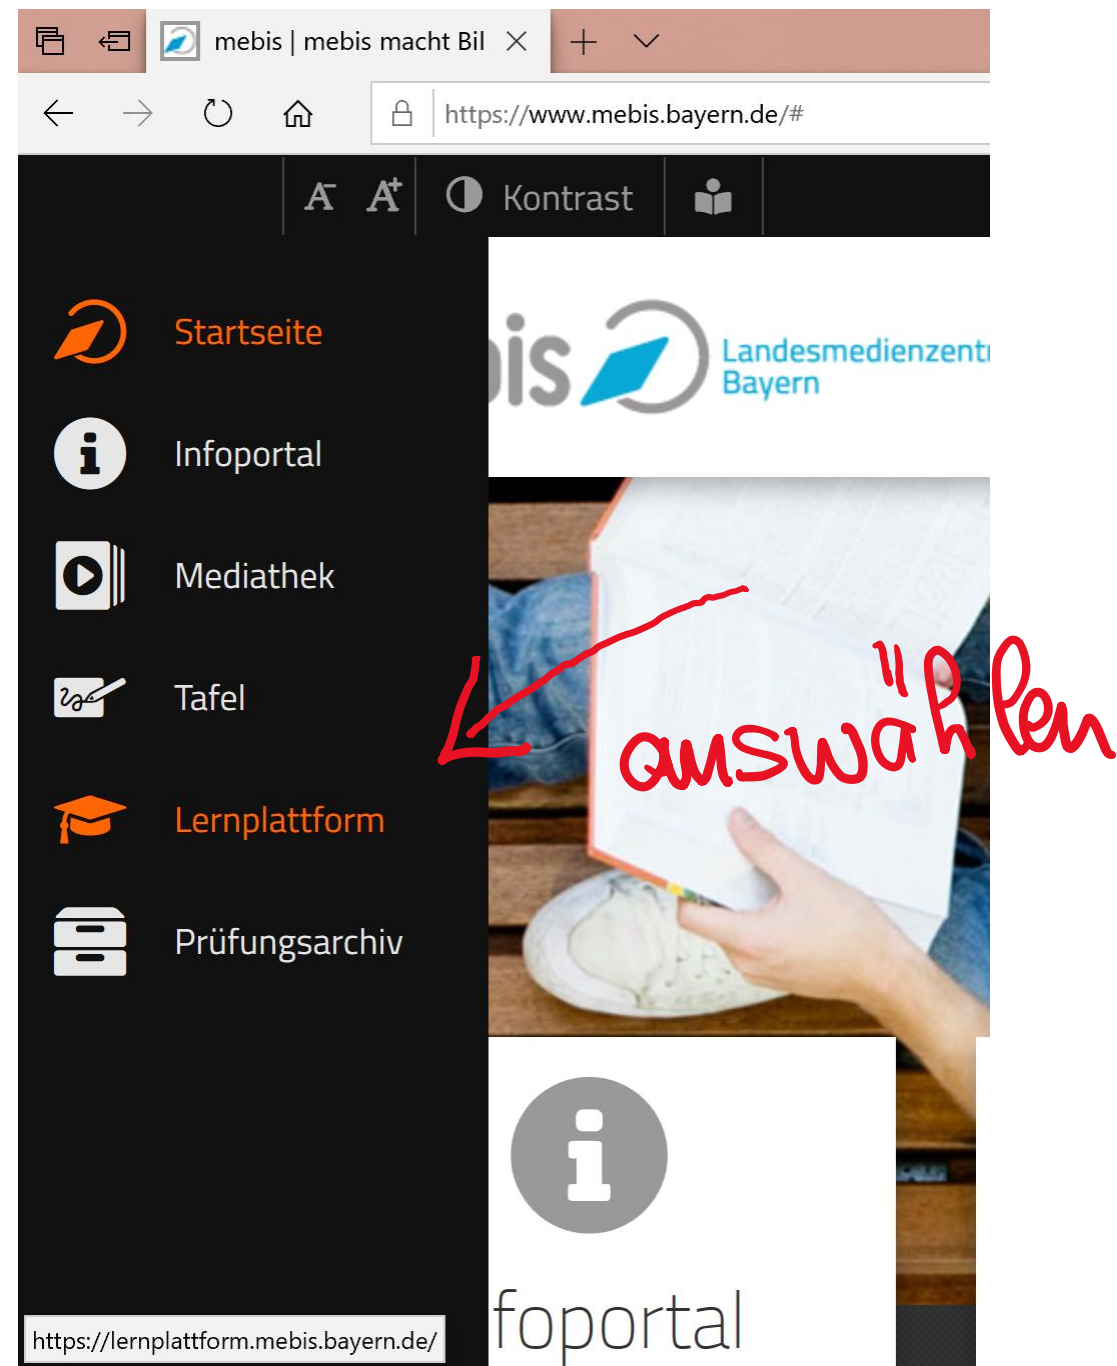 mebis | mebis macht Bil
https://www.mebis.bayern.de/#
A- A+ Kontrast
Startseite
bis Landesmedienzentr
Bayern
Infoportal
Mediathek
Tafel
auswählen
Lernplattform
Prüfungsarchiv
foportal
https://lernplattform.mebis.bayern.de/